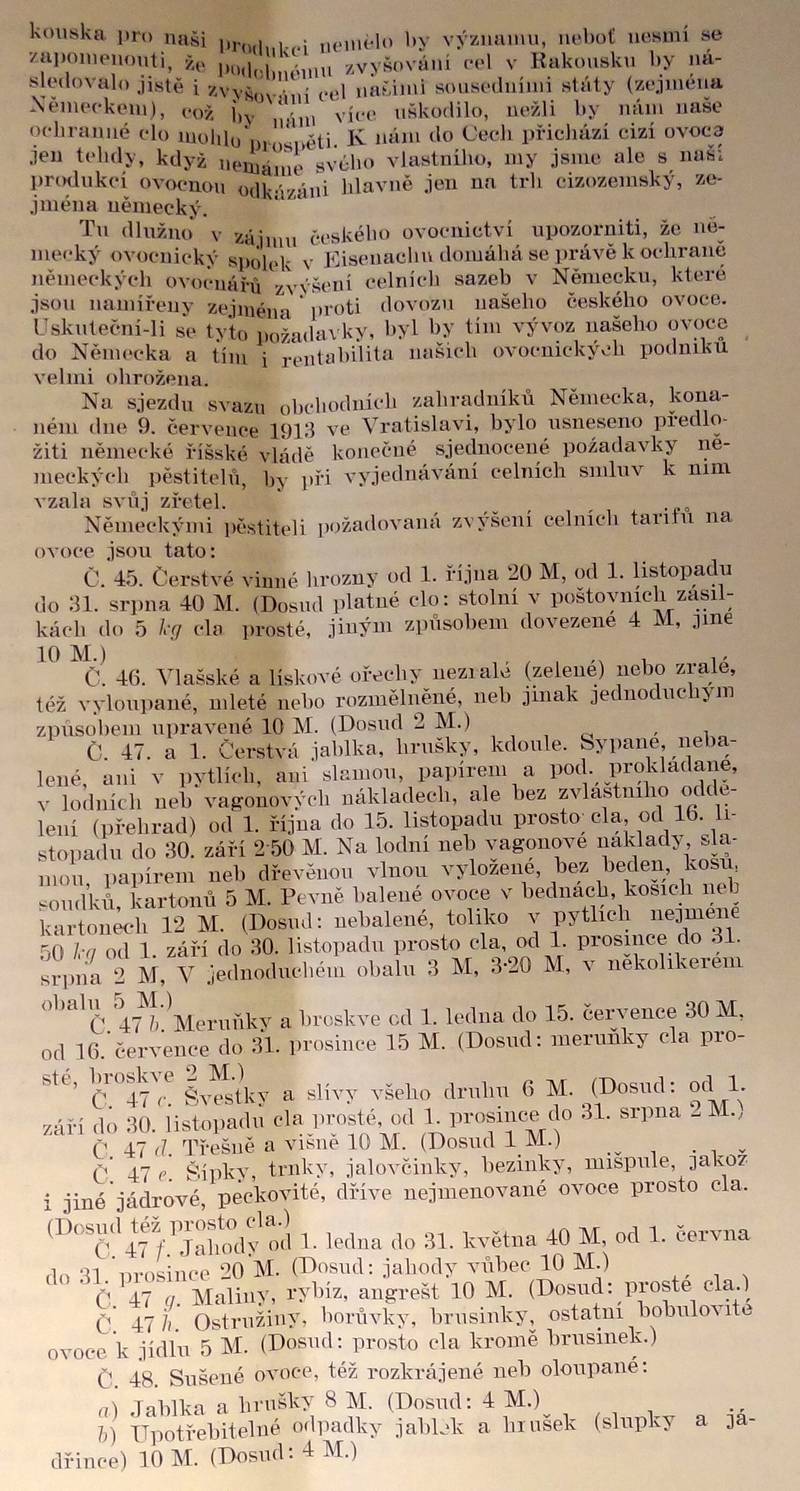 kouska pro naši produkci nemělo by významu, neboť nesmí se
zapomenouti, že podobnému zvyšování cel v Rakousku by ná-
sledovalo jistě i zvyšování cel našimi sousedními státy (zejména
Německem), což by nám více uškodilo, nežli by nám naše
ochranné clo mohlo prospěti. K nám do Čech přichází cizí ovoce
jen tehdy, když nemáme svého vlastního, my jsme ale s naší
produkcí ovocnou odkázáni hlavně jen na trh cizozemský, ze-
jména německý.
Tu dlužno v zájmu českého ovocnictví upozorniti, že ně-
mecký ovocnický spolek v Eisenachu domáhá se právě k ochraně
německých ovocnářů zvýšení celních sazeb v Německu, které
jsou namířeny zejména proti dovozu našeho českého ovoce.
Uskuteční-li se tyto požadavky, byl by tím vývoz našeho ovoce
do Německa a tím i rentabilita našich ovocnických podniků
velmi ohrožena.
Na sjezdu svazu obchodních zahradníků Německa, kona-
ném dne 9. července 1913 ve Vratislavi, bylo usneseno předlo-
žiti německé říšské vládě konečné sjednocené požadavky ně-
meckých pěstitelů, by při vyjednávání celních smluv k nim
vzala svůj zřetel.
Německými pěstiteli požadovaná zvýšení celních tarifů na
ovoce jsou tato:
Č. 45. Čerstvé vinné hrozny od 1. října 20 M, od 1. listopadu
do 31. srpna 40 M. (Dosud platné clo: stolní v poštovních zásil-
kách do 5 kg cla prosté, jiným způsobem dovezené 4 M, jiné
10 M.)
Č. 46. Vlašské a lískové ořechy nezralé (zelené) nebo zralé,
též vyloupané, mleté nebo rozmělněné, neb jinak jednoduchým
způsobem upravené 10 M. (Dosud 2 M.)
Č. 47. a 1. Čerstvá jablka, hrušky, kdoule. Sypané, neba-
lené, ani v pytlích, ani slamou, papírem a pod. prokládané,
v lodních neb vagonových nákladech, ale bez zvláštního oddě-
lení (přehrad) od 1. října do 15. listopadu prosto cla, od 16. li-
stopadu do 30. září 2·50 M. Na lodní neb vagonové náklady, sla-
mou, papírem neb dřevěnou vlnou vyložené, bez beden, košů,
soudků, kartonů 5 M. Pevně balené ovoce v bednách, koších neb
kartonech 12 M. (Dosud: nebalené, toliko v pytlích nejméně
50 kg od 1. září do 30. listopadu prosto cla, od 1. prosince do 31.
srpna 2 M, V jednoduchém obalu 3 M, 3·20 M, v několikerém
obalu 5 M.)
Č. 47 b. Meruňky a broskve od 1. ledna do 15. července 30 M,
od 16. července do 31. prosince 15 M. (Dosud: meruňky cla pro-
sté, broskve 2 M.)
Č. 47 c. Švestky a slívy všeho druhu 6 M. (Dosud: od 1.
září do 30. listopadu cla prosté, od 1. prosince do 31. srpna 2 M.)
Č. 47 d. Třešně a višně 10 M. (Dosud 1 M.)
Č. 47 e. Šípky, trnky, jalovčinky, bezinky, mišpule, jakož
i jiné jádrové, peckovité, dříve nejmenované ovoce prosto cla.
(Dosud též prosto cla.)
Č. 47 f. Jahody od 1. ledna do 31. května 40 M, od 1. června
do 31. prosince 20 M. (Dosud: jahody vůbec 10 M.)
Č. 47 g. Maliny, rybíz, angrešt 10 M. (Dosud: prosté cla.)
Č. 47 h. Ostružiny, borůvky, brusinky, ostatní bobulovité
ovoce k jídlu 5 M. (Dosud: prosto cla kromě brusinek.)
Č. 48. Sušené ovoce, též rozkrájené neb oloupané:
a) Jablka a hrušky 8 M. (Dosud: 4 M.)
b) Upotřebitelné odpadky jablek a hrušek (slupky a já-
dřince) 10 M. (Dosud: 4 M.)